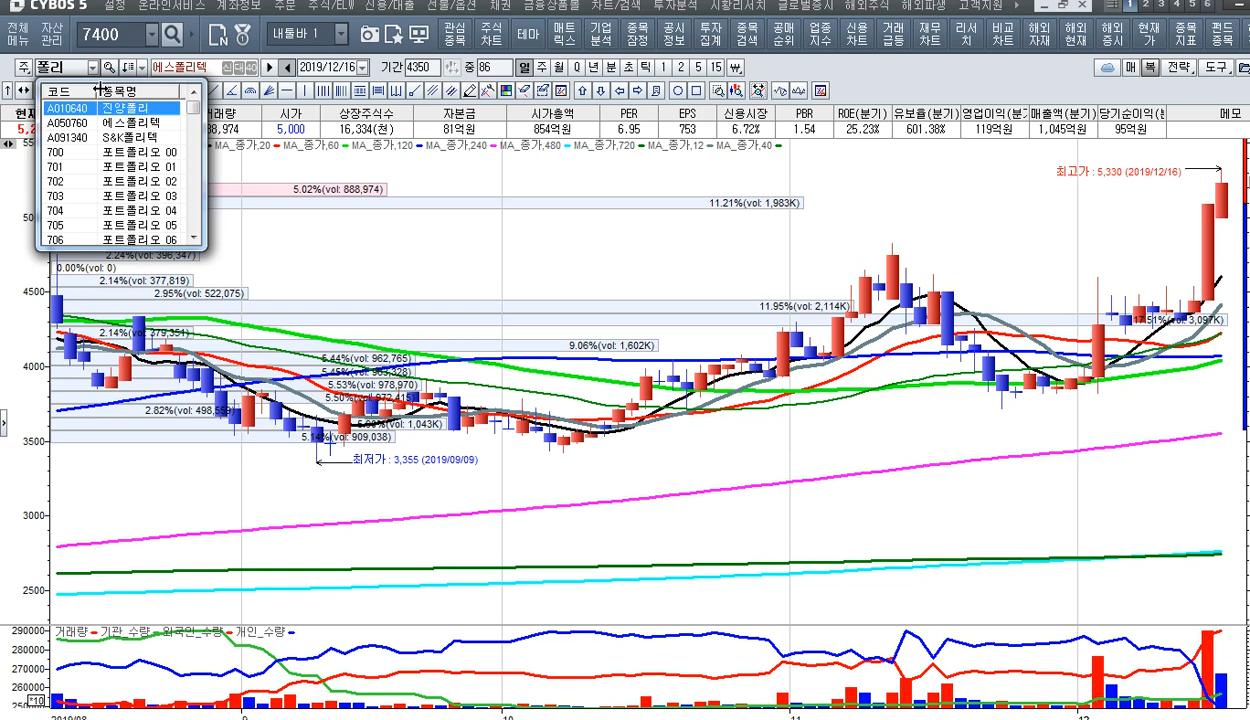 CYBOS 5 설정 온라인서비스 계좌정보 주문 주식/ELW 신용/대출 선물/옵션 채권 금융상품몰 차트/검색 투자분석 시황리서치 글로벌증시 해외주식 해외파생 고객지원 1 2 3 4 5 6
전체메뉴 자산관리 7400 내툴바 1 관심종목 주식차트 테마 매트릭스 기업분석 종목잠정 공시정보 투자집계 종목검색 공매순위 업종지수 신용차트 거래급등 재무차트 리서치 비교차트 해외자재 해외현재 해외증시 현재가 종목지표 펀드종목
주 폴리 에스폴리텍 신 대 40 2019/12/16 기간 4350 중 86 일 주 월 Q 년 분 초 틱 1 2 5 15 매 복 전략 도구
코드 종목명
A010640 진양폴리
A050760 에스폴리텍
A091340 S&K폴리텍
700 포트폴리오 00
701 포트폴리오 01
702 포트폴리오 02
703 포트폴리오 03
704 포트폴리오 04
705 포트폴리오 05
706 포트폴리오 06
거래량 시가 상장주식수 자본금 시가총액 PER EPS 신용시장 PBR ROE(분기) 유보율(분기) 영업이익(분기 매출액(분기) 당기순이익(분 메모
5,000 16,334(천) 81억원 854억원 6.95 753 6.72% 1.54 25.23% 601.38% 119억원 1,045억원 95억원
MA_종가,20 MA_종가,60 MA_종가,120 MA_종가,240 MA_종가,480 MA_종가,720 MA_종가,12 MA_종가,40
최고가 : 5,330 (2019/12/16)
5.02%(vol: 888,974)
11.21%(vol: 1,983K)
2.24%(vol: 396,347)
0.00%(vol: 0)
2.14%(vol: 377,819)
4500
2.95%(vol: 522,075)
11.95%(vol: 2,114K)
17.51%(vol: 3,097K)
2.14%(vol: 379,351)
9.06%(vol: 1,602K)
5.44%(vol: 962,765)
4000
5.53%(vol: 978,970)
2.82%(vol: 498,559)
(vol: 1,043K)
5.14%(vol: 909,038)
3500
최저가 : 3,355 (2019/09/09)
3000
2500
거래량 기관_수량 외국인_수량 개인_수량
290000
280000
270000
260000
*10
2019/08 9 10 11 12